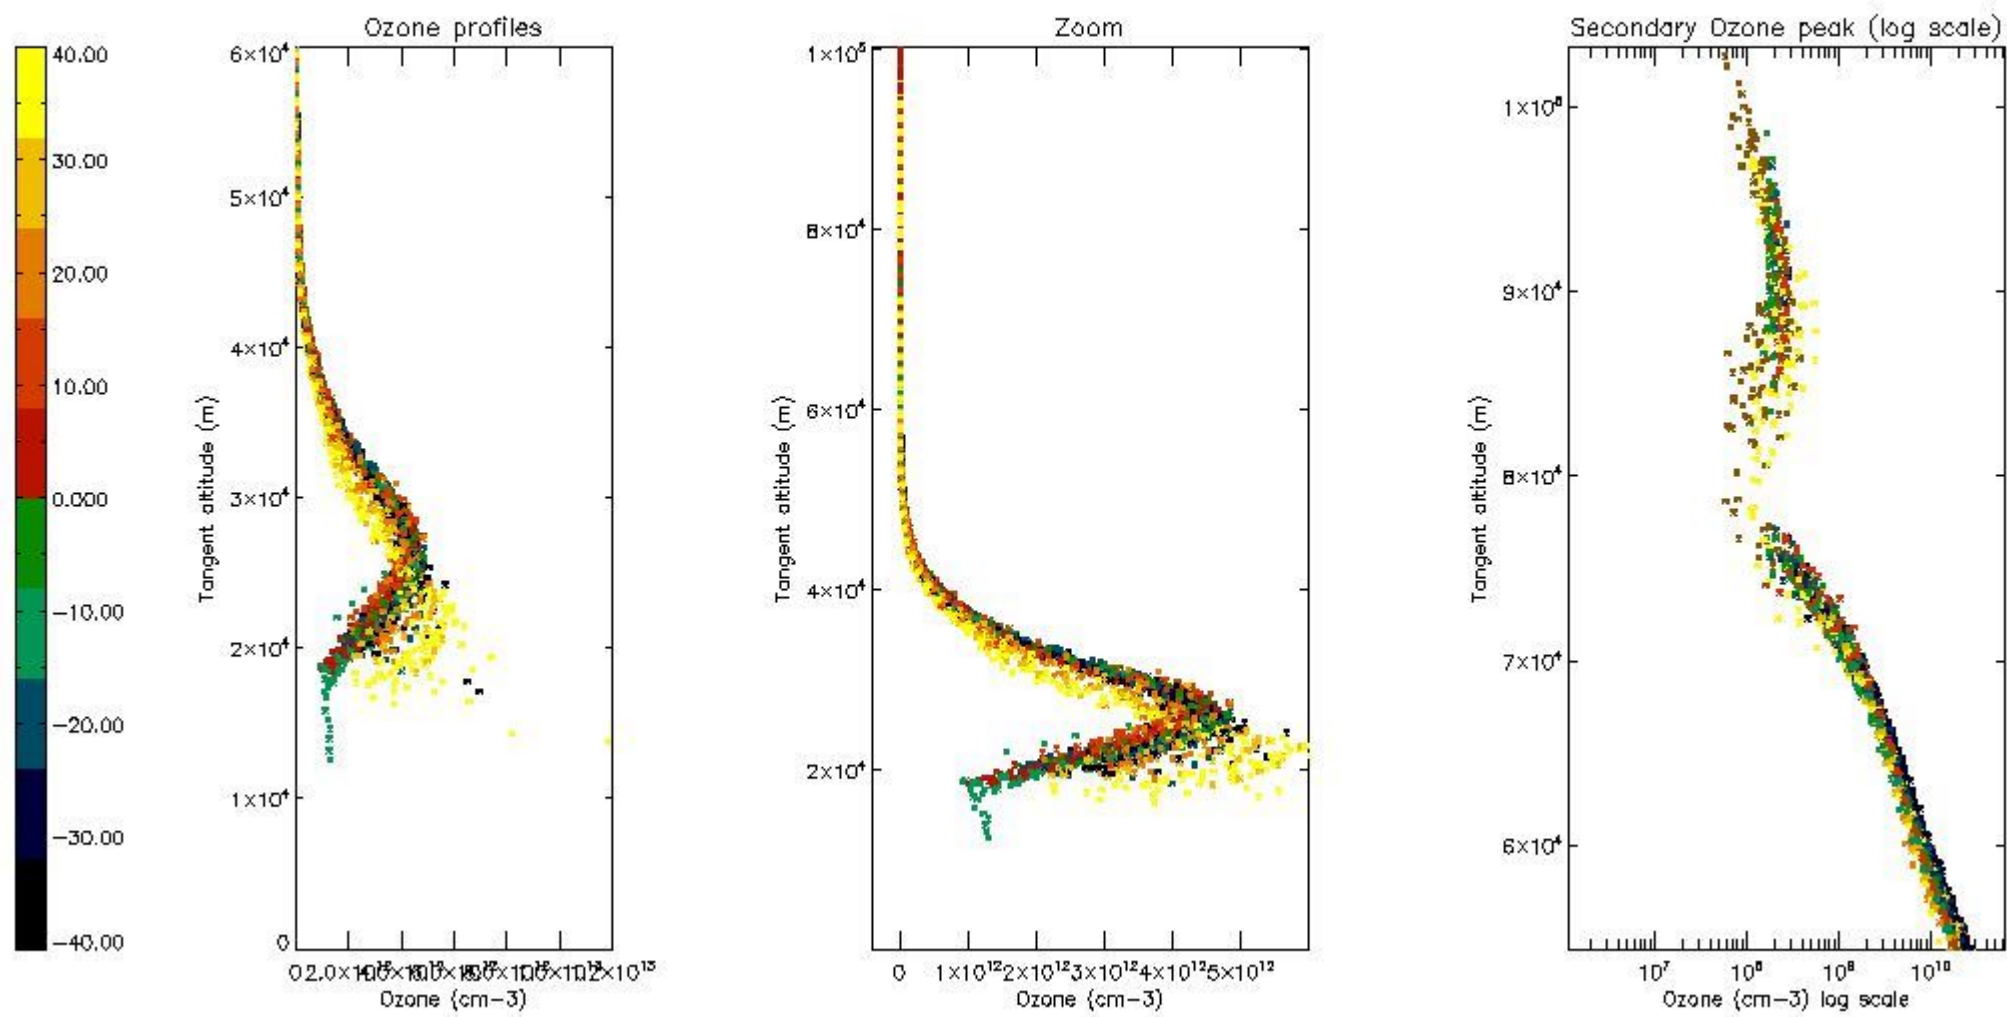 Ozone profiles
Zoom
Secondary Ozone peak (log scale)
40.00
30.00
20.00
10.00
0.00
−10.00
−20.00
−30.00
−40.00
6×10⁴
5×10⁴
4×10⁴
3×10⁴
2×10⁴
1×10⁴
0
Tangent altitude (m)
Ozone (cm−3)
1×10⁵
8×10⁴
6×10⁴
4×10⁴
2×10⁴
Tangent altitude (m)
0 1×10¹² 2×10¹² 3×10¹² 4×10¹² 5×10¹²
Ozone (cm−3)
1×10⁵
9×10⁴
8×10⁴
7×10⁴
6×10⁴
Tangent altitude (m)
10⁷ 10⁸ 10⁹ 10¹⁰
Ozone (cm−3) log scale